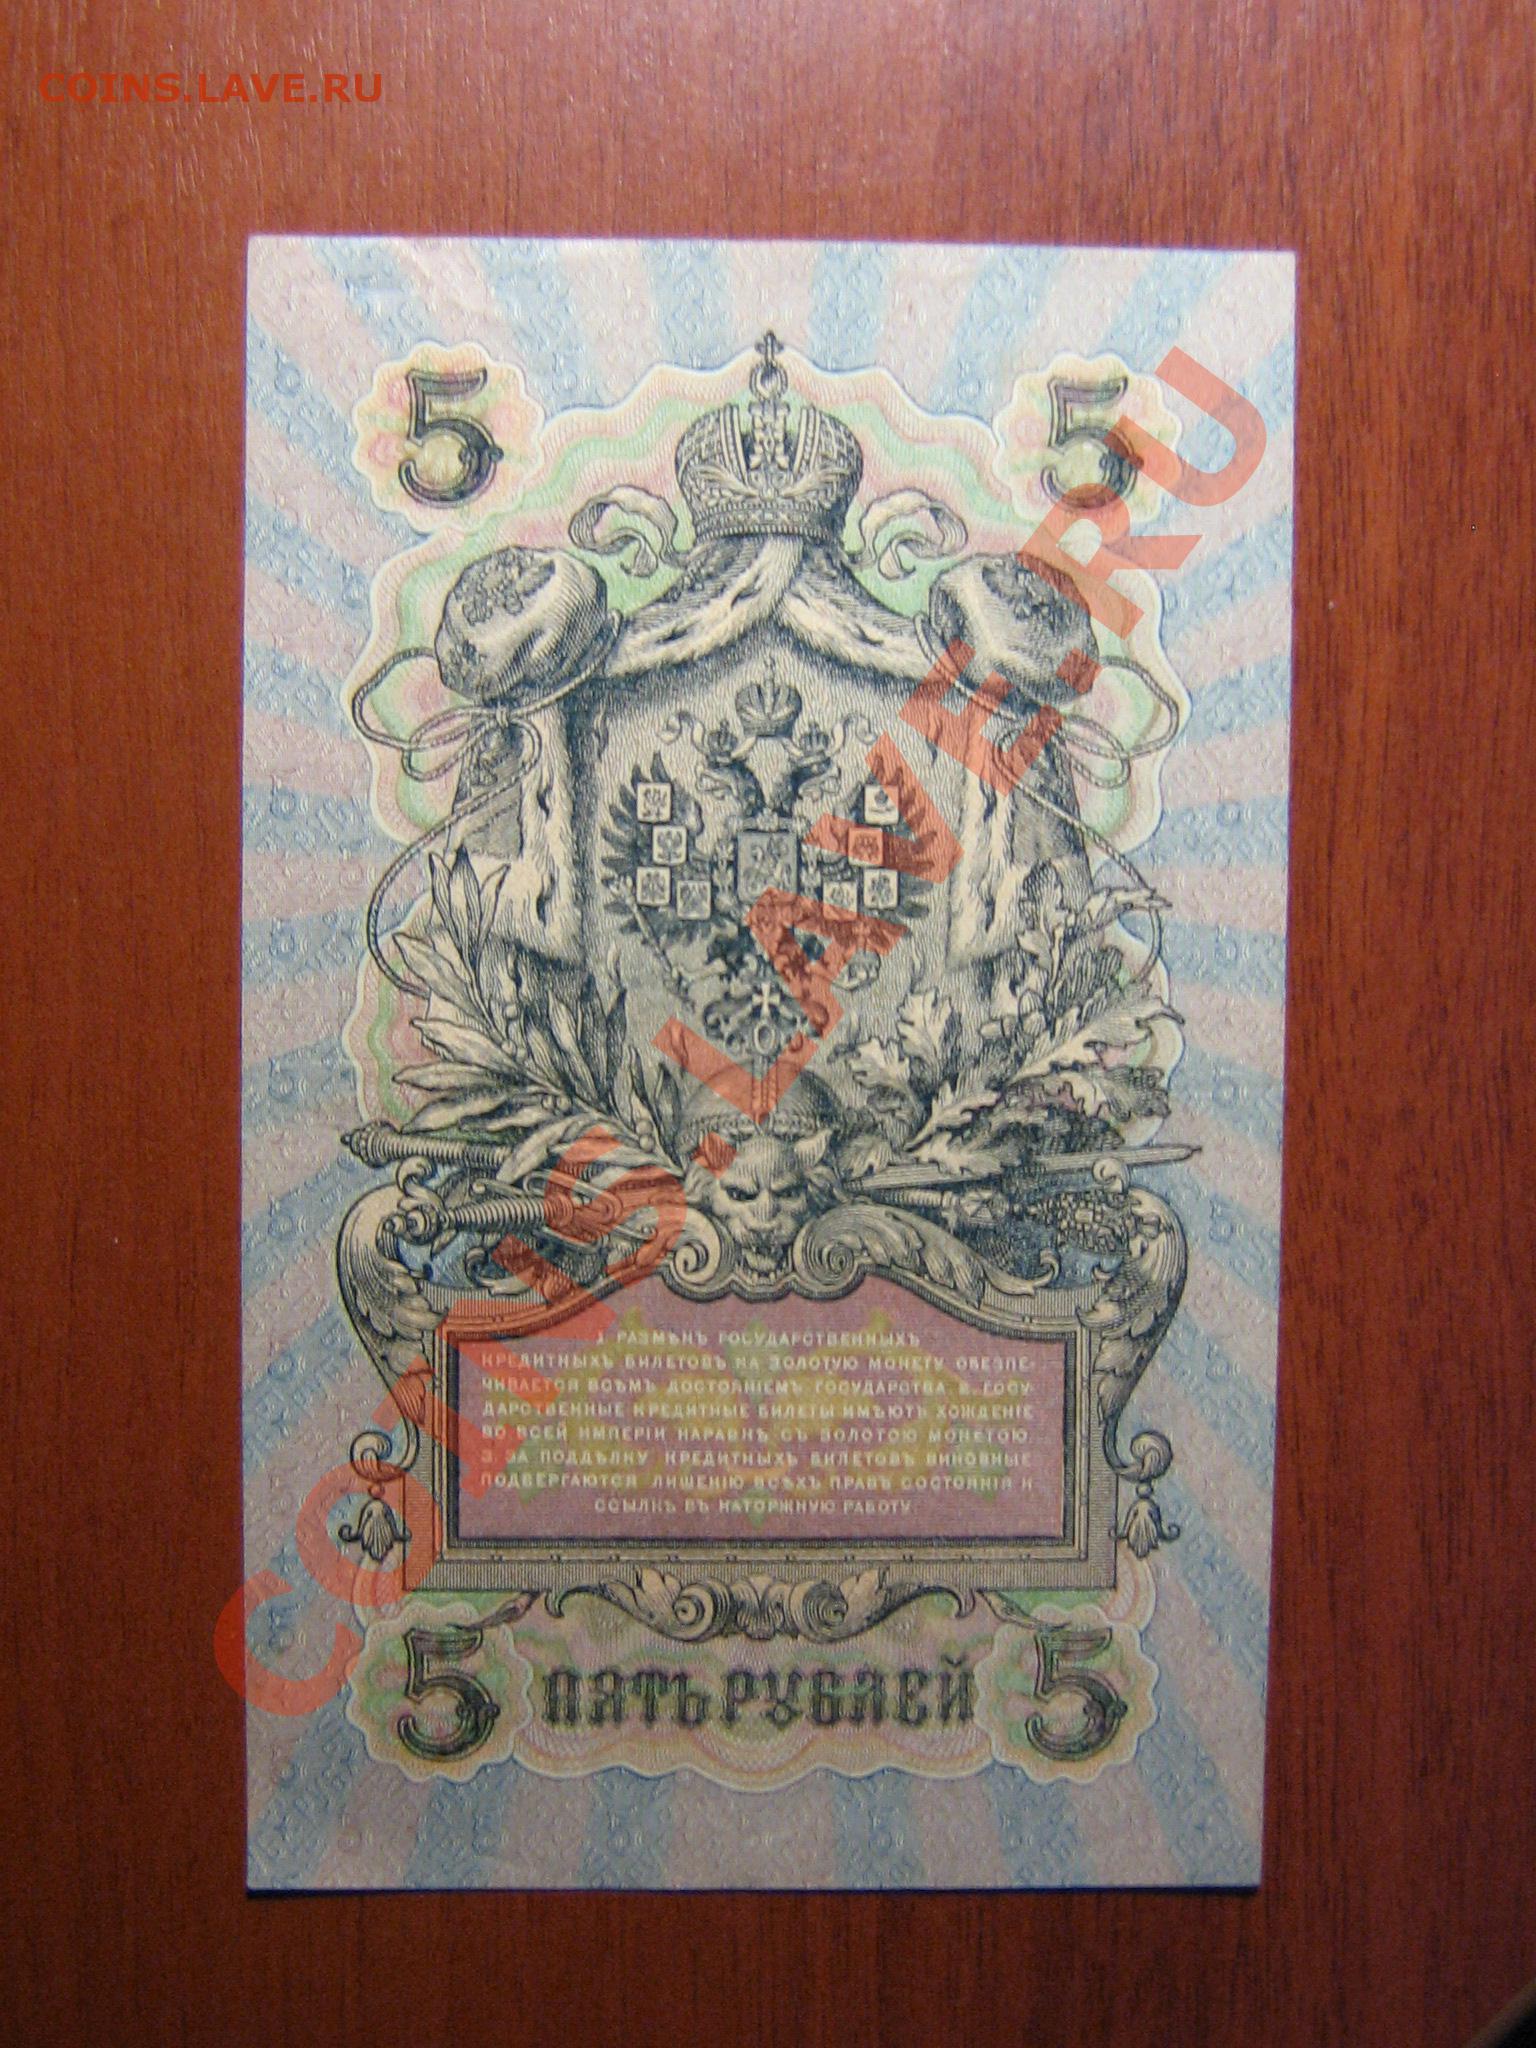 COINS.LAVE.RU
5 5
COINS.LAVE.RU
1 РАЗМѢНЪ ГОСУДАРСТВЕННЫХЪ
КРЕДИТНЫХЪ БИЛЕТОВЪ НА ЗОЛОТУЮ МОНЕТУ ОБЕЗПЕ-
ЧИВАЕТСЯ ВСѢМЪ ДОСТОЯНІЕМЪ ГОСУДАРСТВА. 2. ГОСУ-
ДАРСТВЕННЫЕ КРЕДИТНЫЕ БИЛЕТЫ ИМѢЮТЪ ХОЖДЕНІЕ
ВО ВСЕЙ ИМПЕРІИ НАРАВНѢ СЪ ЗОЛОТОЮ МОНЕТОЮ.
3. ЗА ПОДДѢЛКУ КРЕДИТНЫХЪ БИЛЕТОВЪ ВИНОВНЫЕ
ПОДВЕРГАЮТСЯ ЛИШЕНІЮ ВСѢХЪ ПРАВЪ СОСТОЯНІЯ И
ССЫЛКѢ ВЪ КАТОРЖНУЮ РАБОТУ.
5 ПЯТЬ РУБЛЕЙ 5